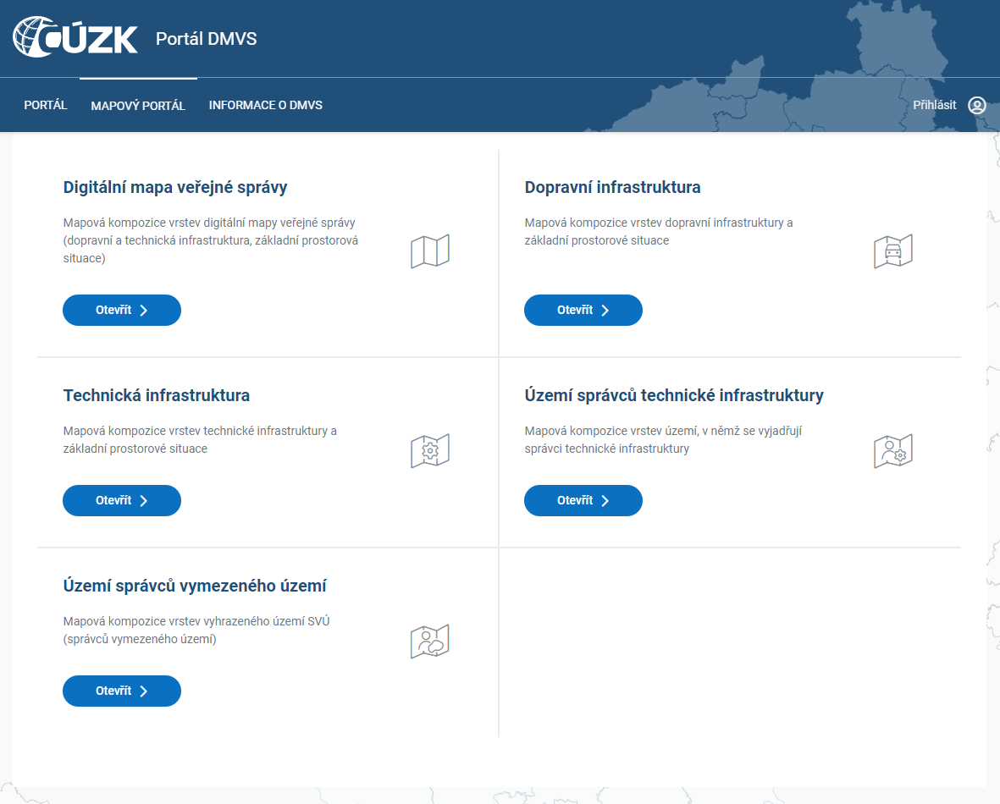 ČÚZK
Portál DMVS
PORTÁL
MAPOVÝ PORTÁL
INFORMACE O DMVS
Přihlásit
Digitální mapa veřejné správy
Mapová kompozice vrstev digitální mapy veřejné správy
(dopravní a technická infrastruktura, základní prostorová
situace)
Otevřít
Dopravní infrastruktura
Mapová kompozice vrstev dopravní infrastruktury a
základní prostorové situace
Otevřít
Technická infrastruktura
Mapová kompozice vrstev technické infrastruktury a
základní prostorové situace
Otevřít
Území správců technické infrastruktury
Mapová kompozice vrstev území, v němž se vyjadřují
správci technické infrastruktury
Otevřít
Území správců vymezeného území
Mapová kompozice vrstev vyhrazeného území SVÚ
(správců vymezeného území)
Otevřít